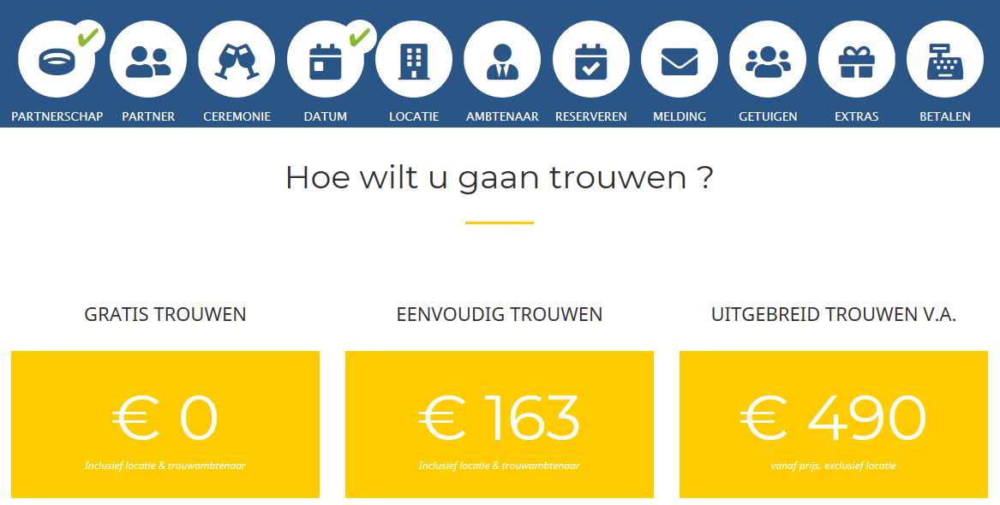 PARTNERSCHAP PARTNER CEREMONIE DATUM LOCATIE AMBTENAAR RESERVEREN MELDING GETUIGEN EXTRAS BETALEN
Hoe wilt u gaan trouwen ?
GRATIS TROUWEN EENVOUDIG TROUWEN UITGEBREID TROUWEN V.A.
€ 0 € 163 € 490
Inclusief locatie & trouwambtenaar Inclusief locatie & trouwambtenaar vanaf prijs, exclusief locatie